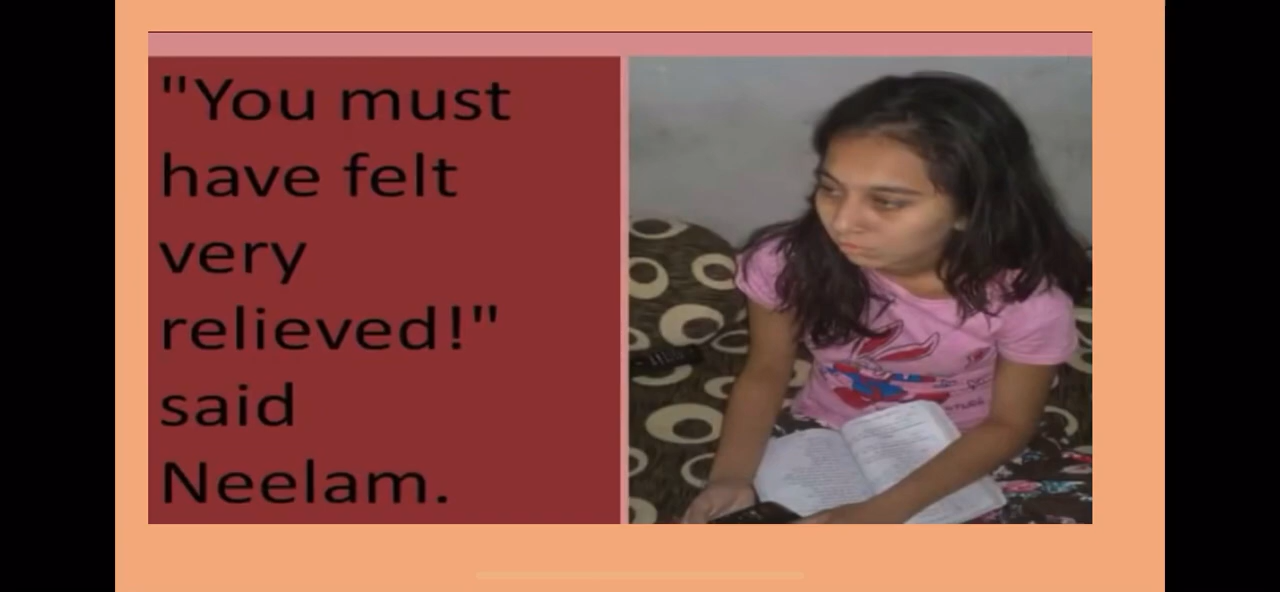 "You must
have felt
very
relieved!"
said
Neelam.